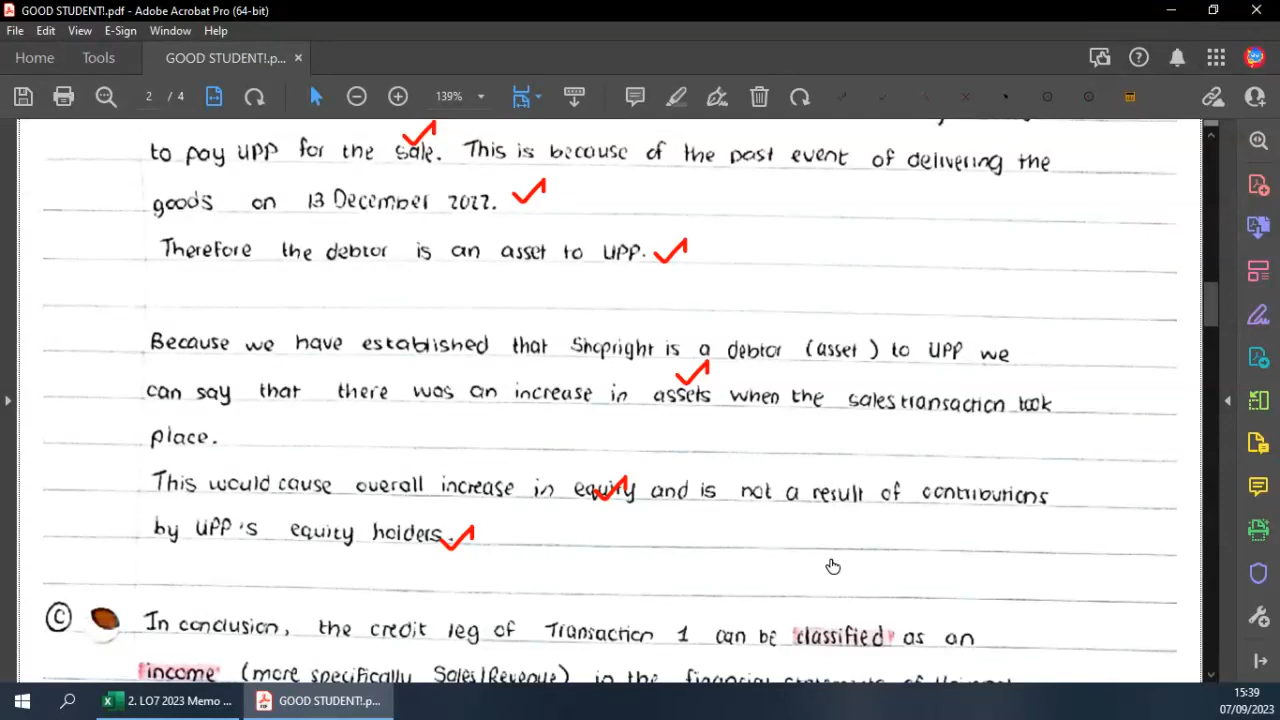 GOOD STUDENT!.pdf - Adobe Acrobat Pro (64-bit)
File Edit View E-Sign Window Help
Home Tools GOOD STUDENT!.p... ×
2 / 4 139%
to pay UPP for the sale. This is because of the past event of delivering the
goods on 13 December 2022.
Therefore the debtor is an asset to UPP.
Because we have established that Shopright is a debtor (asset) to UPP we
can say that there was an increase in assets when the sales transaction took
place.
This would cause overall increase in equity and is not a result of contributions
by UPP's equity holders.
C In conclusion, the credit leg of Transaction 1 can be classified as an
income (more specifically Sales/Revenue) in the financial statements of
2. LO7 2023 Memo ... GOOD STUDENT!.p...
15:39
07/09/2023